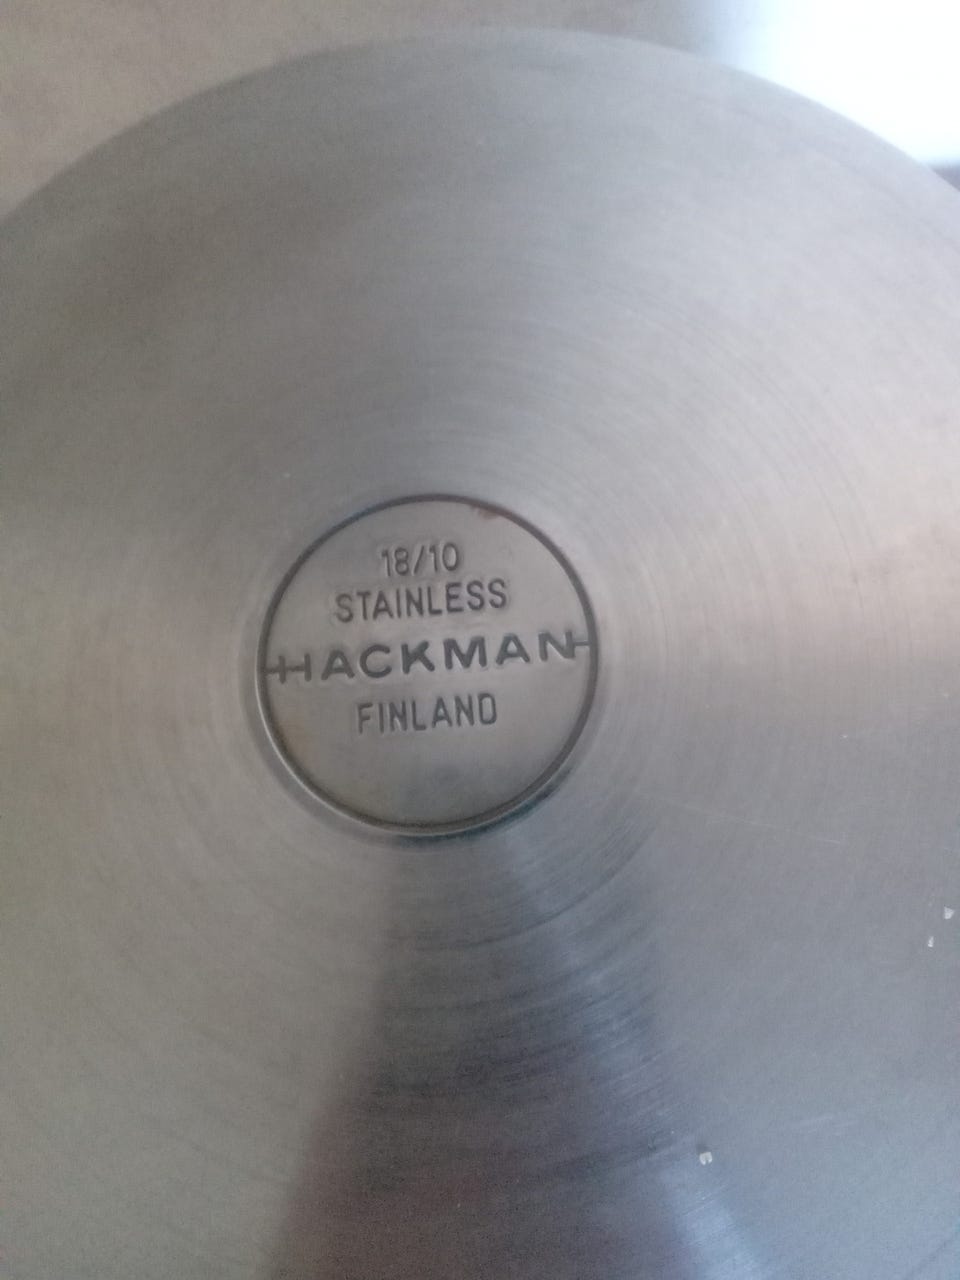 18/10
STAINLESS
HACKMAN
FINLAND